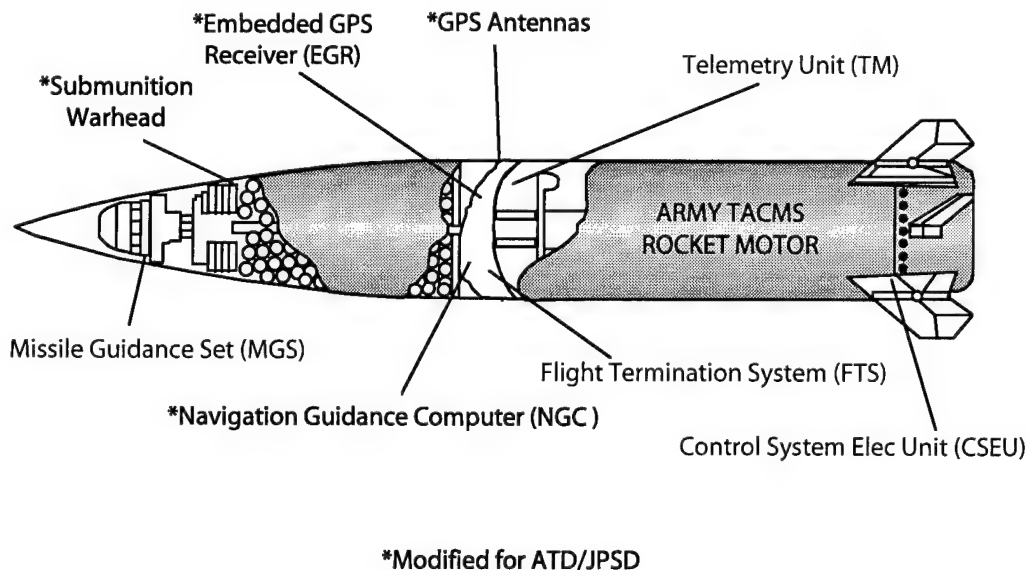 *Embedded GPS
Receiver (EGR)
*GPS Antennas
Telemetry Unit (TM)
*Submunition
Warhead
ARMY TACMS
ROCKET MOTOR
Missile Guidance Set (MGS)
Flight Termination System (FTS)
*Navigation Guidance Computer (NGC )
Control System Elec Unit (CSEU)
*Modified for ATD/JPSD